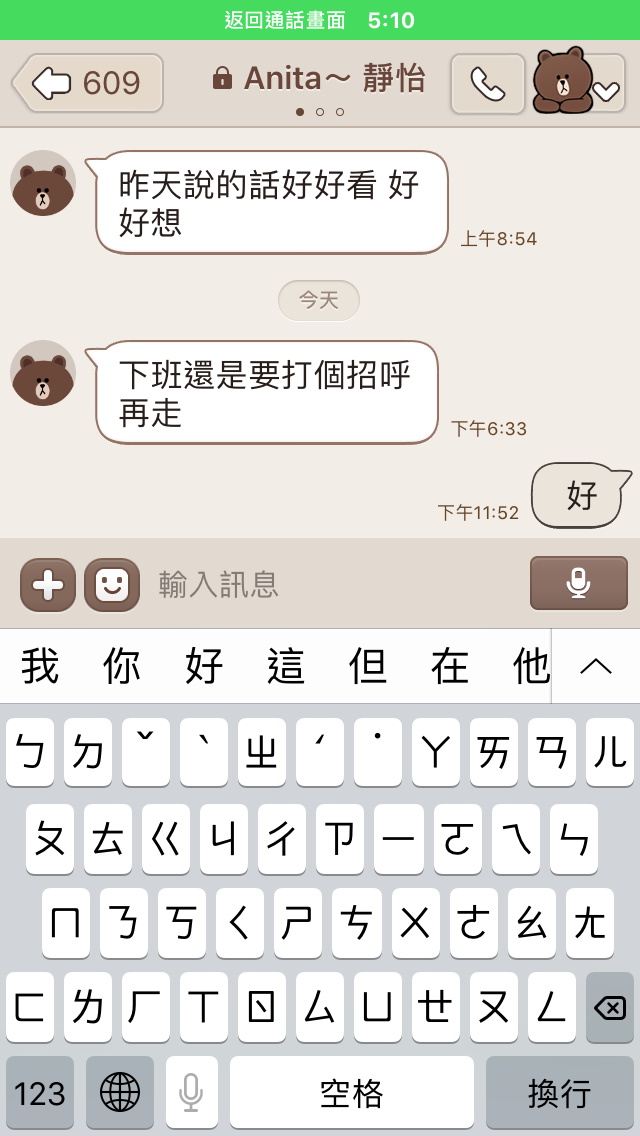 返回通話畫面 5:10
609
Anita～ 靜怡
昨天說的話好好看 好
好想
上午8:54
今天
下班還是要打個招呼
再走
下午6:33
好
下午11:52
輸入訊息
我 你 好 這 但 在 他
ㄅ ㄉ ˇ ˋ ㄓ ˊ ˙ ㄚ ㄞ ㄢ ㄦ
ㄆ ㄊ ㄍ ㄐ ㄔ ㄗ ㄧ ㄛ ㄟ ㄣ
ㄇ ㄋ ㄎ ㄑ ㄕ ㄘ ㄨ ㄜ ㄠ ㄤ
ㄈ ㄌ ㄏ ㄒ ㄖ ㄙ ㄩ ㄝ ㄡ ㄥ
123 空格 換行